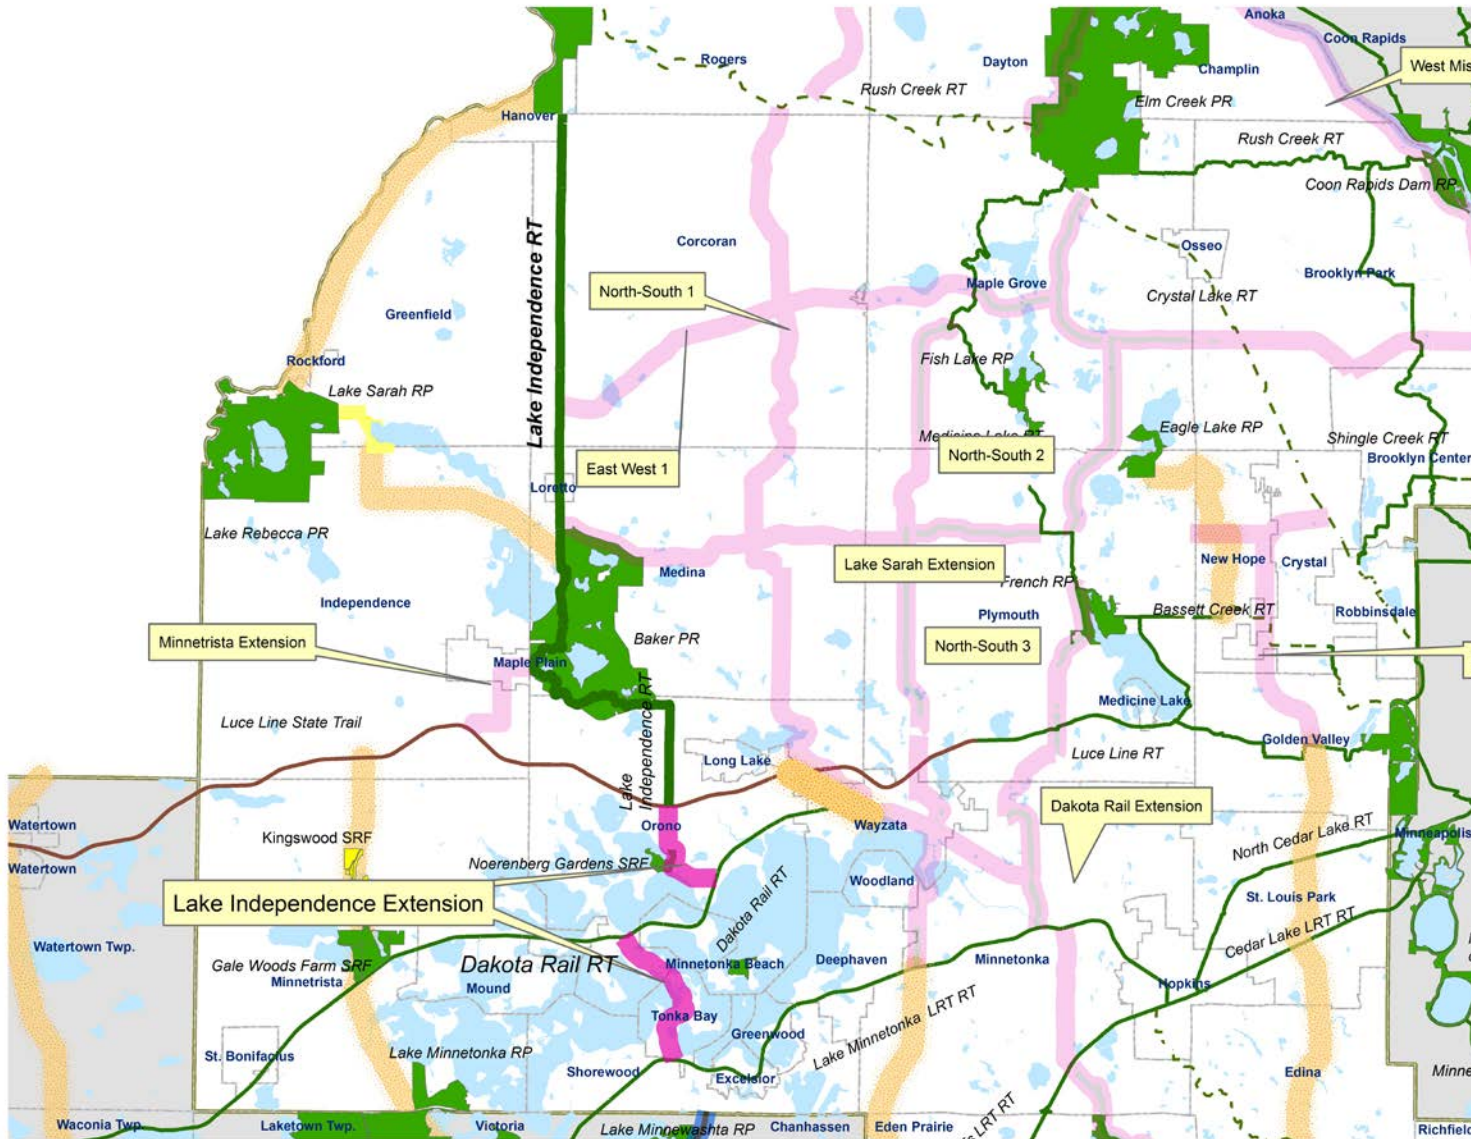 Anoka
Coon Rapids
Rogers
Dayton
Champlin
West Mis
Rush Creek RT
Elm Creek PR
Hanover
Rush Creek RT
Coon Rapids Dam RP
Lake Independence RT
Corcoran
Osseo
Brooklyn Park
North-South 1
Maple Grove
Crystal Lake RT
Greenfield
Rockford
Fish Lake RP
Lake Sarah RP
Eagle Lake RP
Medicine Lake RT
Shingle Creek RT
North-South 2
Brooklyn Center
East West 1
Loretto
Lake Rebecca PR
Lake Sarah Extension
New Hope
Crystal
Medina
French RP
Independence
Bassett Creek RT
Robbinsdale
Plymouth
Minnetrista Extension
Baker PR
North-South 3
Maple Plain
Lake
Independence RT
Medicine Lake
Luce Line State Trail
Golden Valley
Luce Line RT
Long Lake
Dakota Rail Extension
Watertown
Orono
Wayzata
Minneapolis
Kingswood SRF
North Cedar Lake RT
Watertown
Noerenberg Gardens SRF
Woodland
Lake Independence Extension
Dakota Rail RT
St. Louis Park
Cedar Lake LRT RT
Watertown Twp.
Gale Woods Farm SRF
Dakota Rail RT
Minnetonka Beach
Deephaven
Minnetonka
Minnetrista
Mound
Hopkins
Tonka Bay
Greenwood
Lake Minnetonka LRT RT
St. Bonifacius
Lake Minnetonka RP
Shorewood
Excelsior
Edina
Minne
Waconia Twp.
Laketown Twp.
Victoria
Lake Minnewashta RP
Chanhassen
Eden Prairie
s LRT RT
Richfield